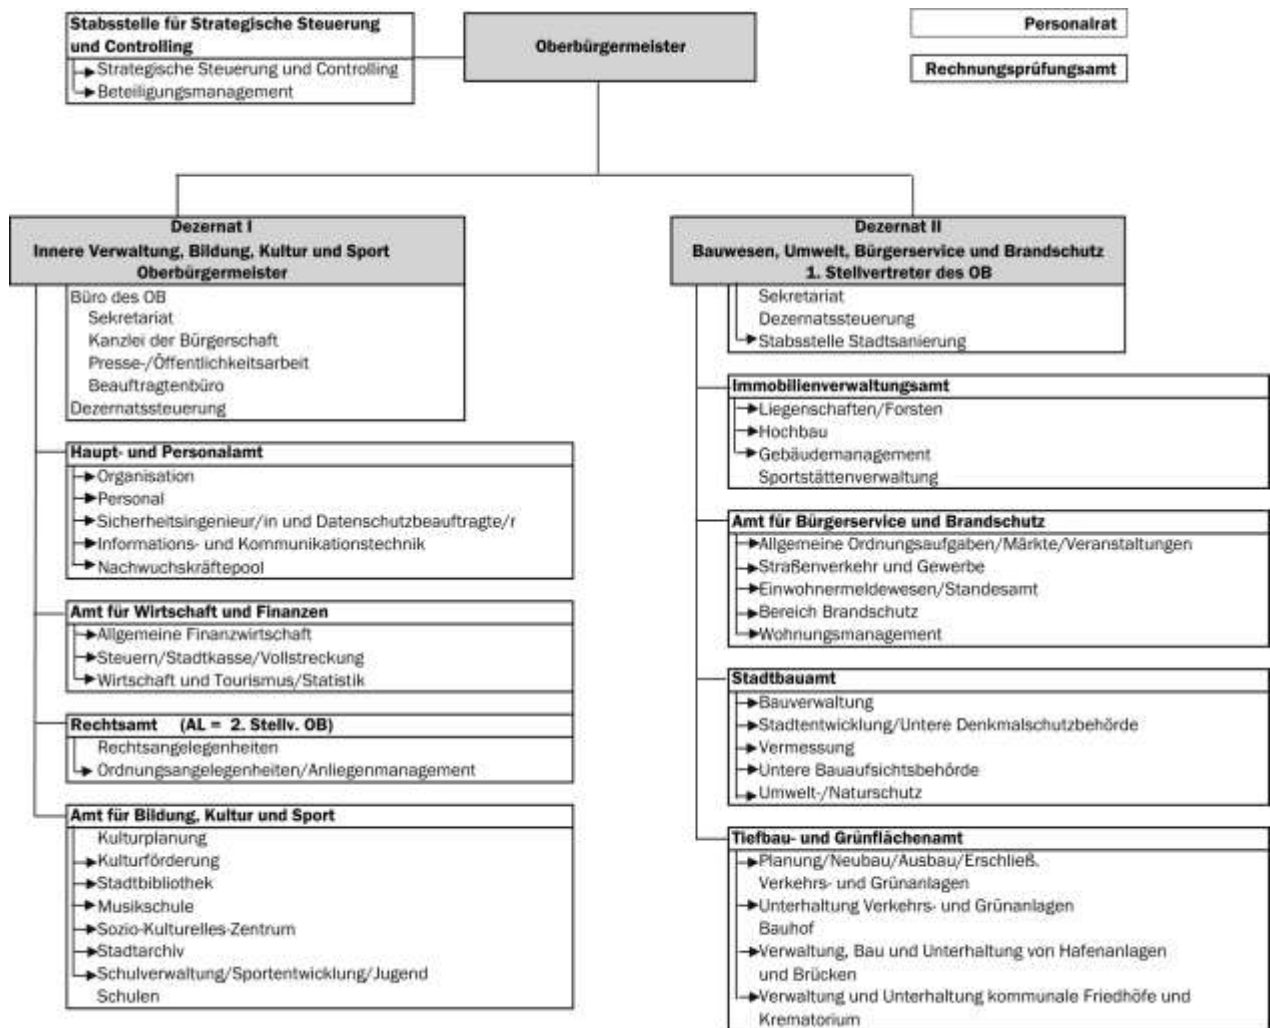 Stabsstelle für Strategische Steuerung
und Controlling
Strategische Steuerung und Controlling
Beteiligungsmanagement
Oberbürgermeister
Personalrat
Rechnungsprüfungsamt
Dezernat I
Innere Verwaltung, Bildung, Kultur und Sport
Oberbürgermeister
Büro des OB
Sekretariat
Kanzlei der Bürgerschaft
Presse-/Öffentlichkeitsarbeit
Beauftragtenbüro
Dezernatssteuerung
Haupt- und Personalamt
Organisation
Personal
Sicherheitsingenieur/in und Datenschutzbeauftragte/r
Informations- und Kommunikationstechnik
Nachwuchskräftepool
Amt für Wirtschaft und Finanzen
Allgemeine Finanzwirtschaft
Steuern/Stadtkasse/Vollstreckung
Wirtschaft und Tourismus/Statistik
Rechtsamt (AL = 2. Stellv. OB)
Rechtsangelegenheiten
Ordnungsangelegenheiten/Anliegenmanagement
Amt für Bildung, Kultur und Sport
Kulturplanung
Kulturförderung
Stadtbibliothek
Musikschule
Sozio-Kulturelles-Zentrum
Stadtarchiv
Schulverwaltung/Sportentwicklung/Jugend
Schulen
Dezernat II
Bauwesen, Umwelt, Bürgerservice und Brandschutz
1. Stellvertreter des OB
Sekretariat
Dezernatssteuerung
Stabsstelle Stadtsanierung
Immobilienverwaltungsamt
Liegenschaften/Forsten
Hochbau
Gebäudemanagement
Sportstättenverwaltung
Amt für Bürgerservice und Brandschutz
Allgemeine Ordnungsaufgaben/Märkte/Veranstaltungen
Straßenverkehr und Gewerbe
Einwohnermeldewesen/Standesamt
Bereich Brandschutz
Wohnungsmanagement
Stadtbauamt
Bauverwaltung
Stadtentwicklung/Untere Denkmalschutzbehörde
Vermessung
Untere Bauaufsichtsbehörde
Umwelt-/Naturschutz
Tiefbau- und Grünflächenamt
Planung/Neubau/Ausbau/Erschließ.
Verkehrs- und Grünanlagen
Unterhaltung Verkehrs- und Grünanlagen
Bauhof
Verwaltung, Bau und Unterhaltung von Hafenanlagen
und Brücken
Verwaltung und Unterhaltung kommunale Friedhöfe und
Krematorium